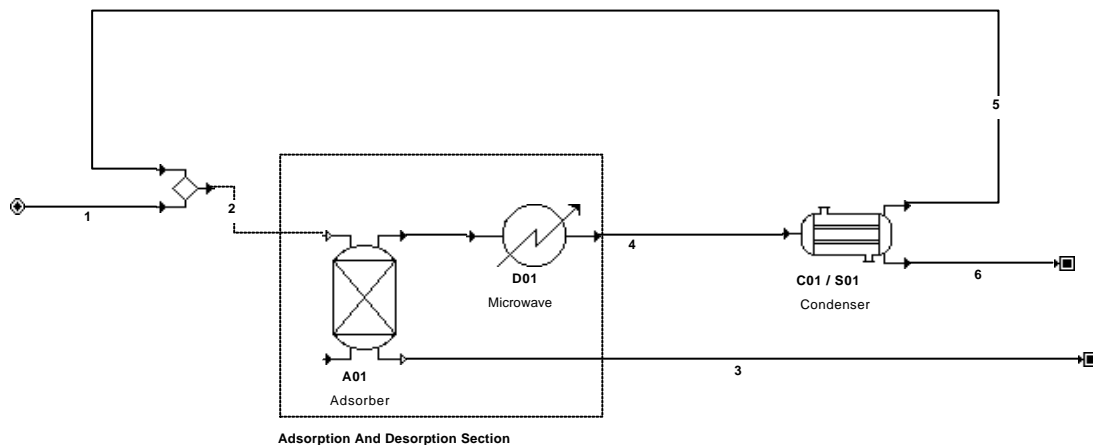 5
1
2
4
D01
Microwave
C01 / S01
Condenser
6
A01
Adsorber
3
Adsorption And Desorption Section